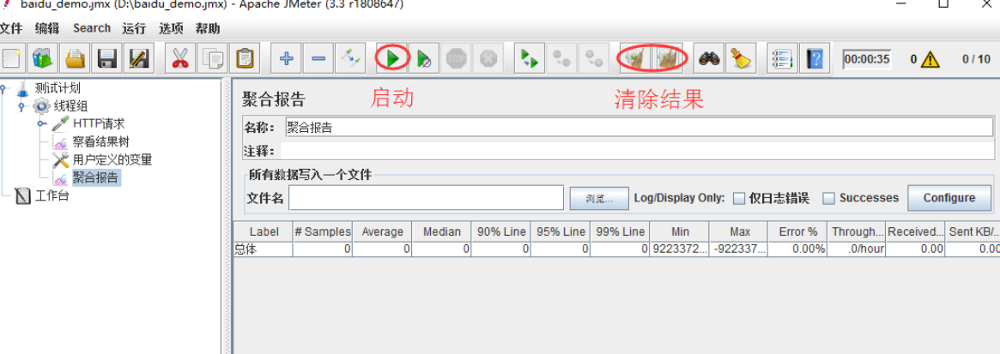 baidu_demo.jmx (D:\baidu_demo.jmx) - Apache JMeter (3.3 r1808647)
文件 编辑 Search 运行 选项 帮助
STOP
00:00:35 0 0 / 10
启动 清除结果
测试计划
线程组
HTTP请求
察看结果树
用户定义的变量
聚合报告
工作台
聚合报告
名称: 聚合报告
注释:
所有数据写入一个文件
文件名 浏览... Log/Display Only: 仅日志错误 Successes Configure
Label # Samples Average Median 90% Line 95% Line 99% Line Min Max Error % Through... Received... Sent KB/...
总体 0 0 0 0 0 0 9223372... -922337... 0.00% .0/hour 0.00 0.00